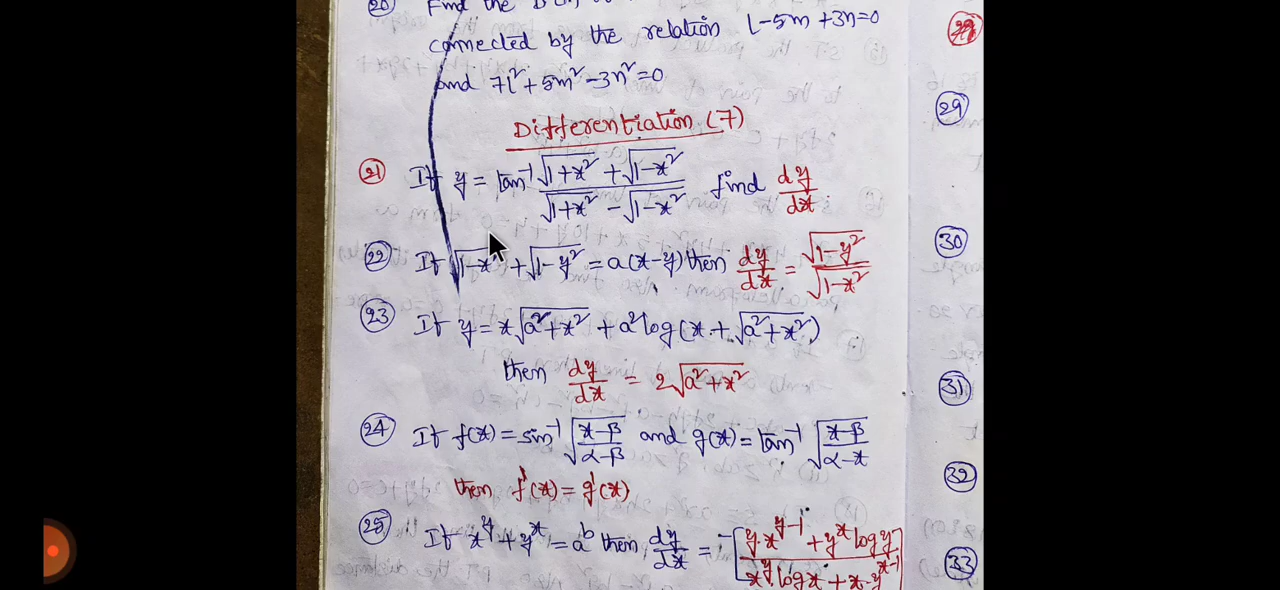 20 Find the D.C's
connected by the relation l-5m+3n=0
and 7l²+5m²-3n²=0
Differentiation (7)
21 If y = tan⁻¹ (√(1+x²) + √(1-x²))/(√(1+x²) - √(1-x²)) find dy/dx.
22 If √(1-x²) + √(1-y²) = a(x-y) then dy/dx = √(1-y²)/√(1-x²)
23 If y = x√(a²+x²) + a² log(x+√(a²+x²))
then dy/dx = 2√(a²+x²)
24 If f(x) = sin⁻¹ √((x-β)/(α-β)) and g(x) = tan⁻¹ √((x-β)/(α-x))
then f'(x) = g'(x)
25 If x^y + y^x = a^b then dy/dx = -[(y·x^(y-1) + y^x log y)/(x^y log x + x·y^(x-1))]
29
30
31
32
33